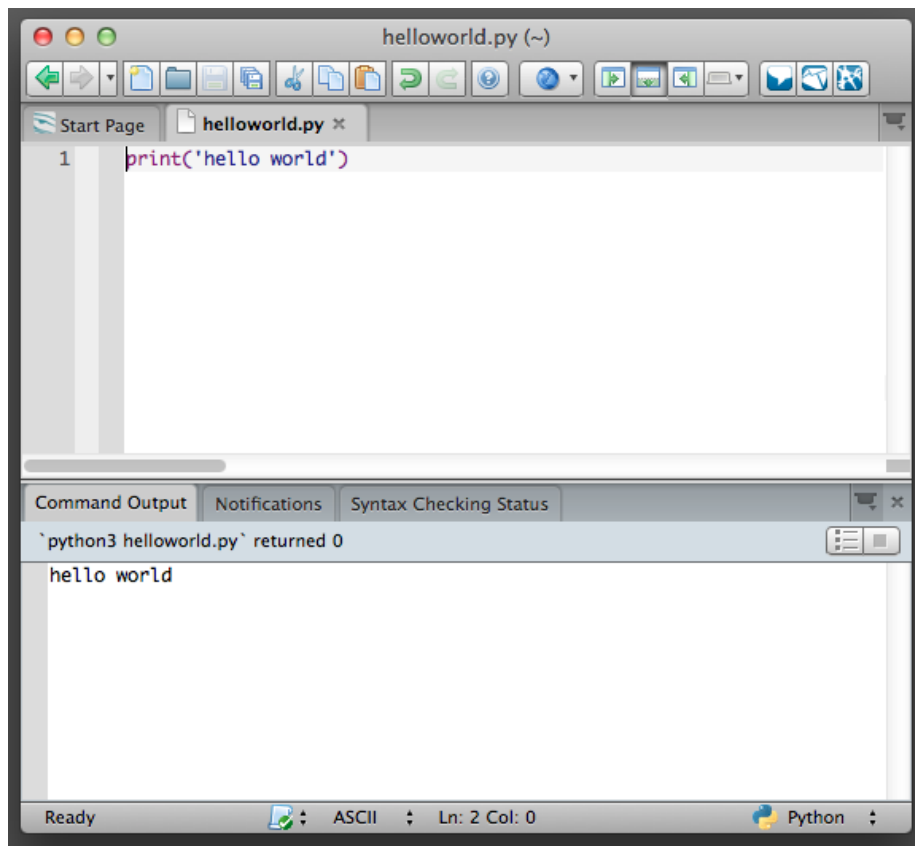 helloworld.py (~)
Start Page helloworld.py ×
1 print('hello world')
Command Output Notifications Syntax Checking Status
`python3 helloworld.py` returned 0
hello world
Ready ASCII Ln: 2 Col: 0 Python